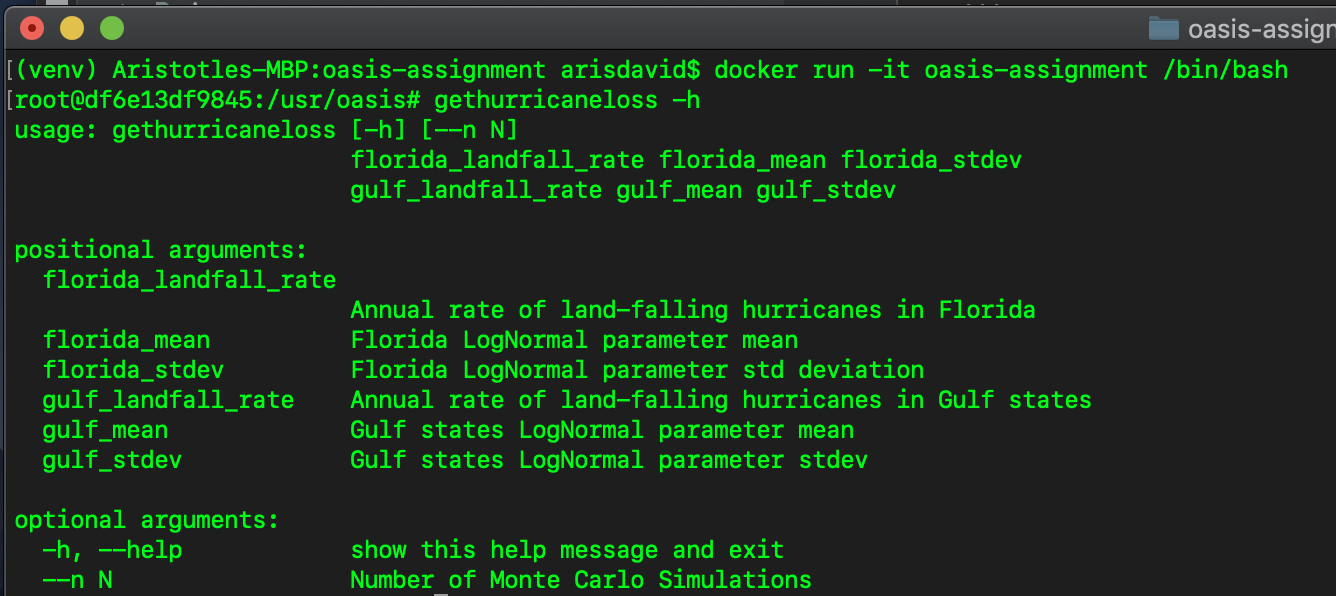 oasis-assign
[(venv) Aristotles-MBP:oasis-assignment arisdavid$ docker run -it oasis-assignment /bin/bash
[root@df6e13df9845:/usr/oasis# gethurricaneloss -h
usage: gethurricaneloss [-h] [--n N]
florida_landfall_rate florida_mean florida_stdev
gulf_landfall_rate gulf_mean gulf_stdev
positional arguments:
florida_landfall_rate
Annual rate of land-falling hurricanes in Florida
florida_mean Florida LogNormal parameter mean
florida_stdev Florida LogNormal parameter std deviation
gulf_landfall_rate Annual rate of land-falling hurricanes in Gulf states
gulf_mean Gulf states LogNormal parameter mean
gulf_stdev Gulf states LogNormal parameter stdev
optional arguments:
-h, --help show this help message and exit
--n N Number of Monte Carlo Simulations